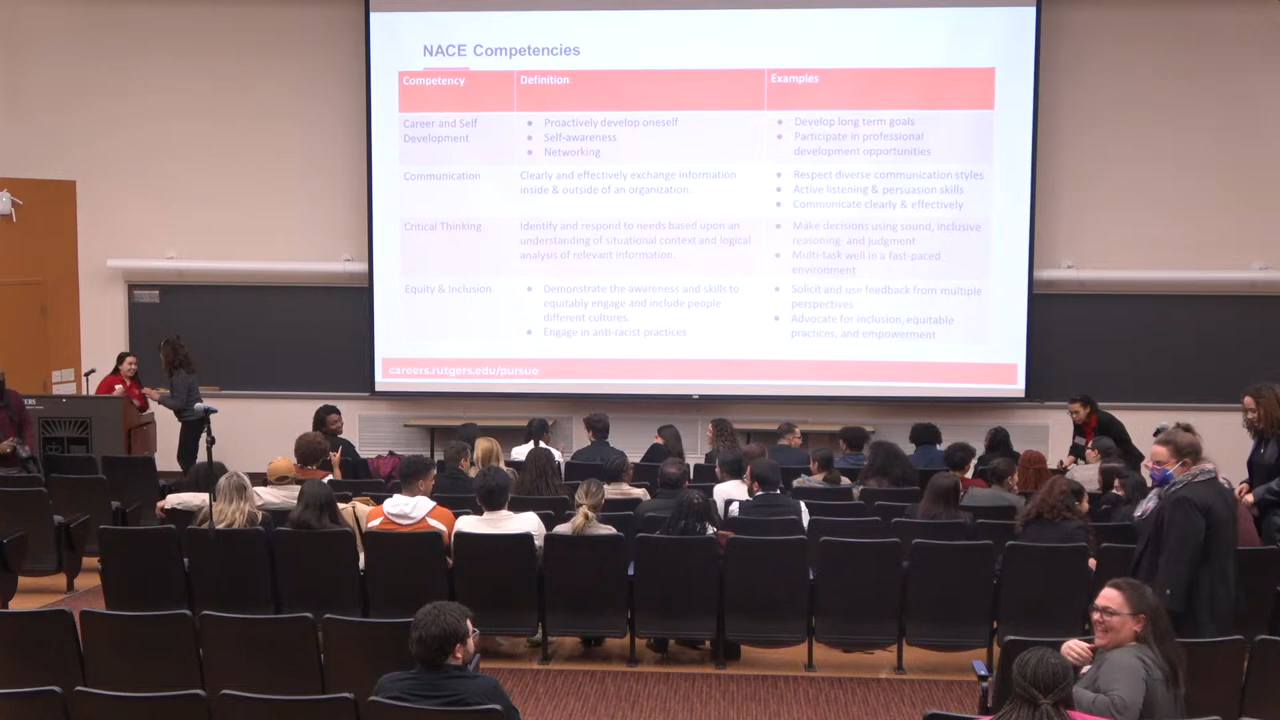 NACE Competencies
Competency Definition Examples
Career and Self
Development
● Proactively develop oneself
● Self-awareness
● Networking
● Develop long term goals
● Participate in professional
development opportunities
Communication
Clearly and effectively exchange information
inside & outside of an organization.
● Respect diverse communication styles
● Active listening & persuasion skills
● Communicate clearly & effectively
Critical Thinking
Identify and respond to needs based upon an
understanding of situational context and logical
analysis of relevant information.
● Make decisions using sound, inclusive
reasoning and judgment
● Multi-task well in a fast-paced
environment
Equity & Inclusion
● Demonstrate the awareness and skills to
equitably engage and include people
different cultures.
● Engage in anti-racist practices
● Solicit and use feedback from multiple
perspectives
● Advocate for inclusion, equitable
practices, and empowerment
careers.rutgers.edu/pursue